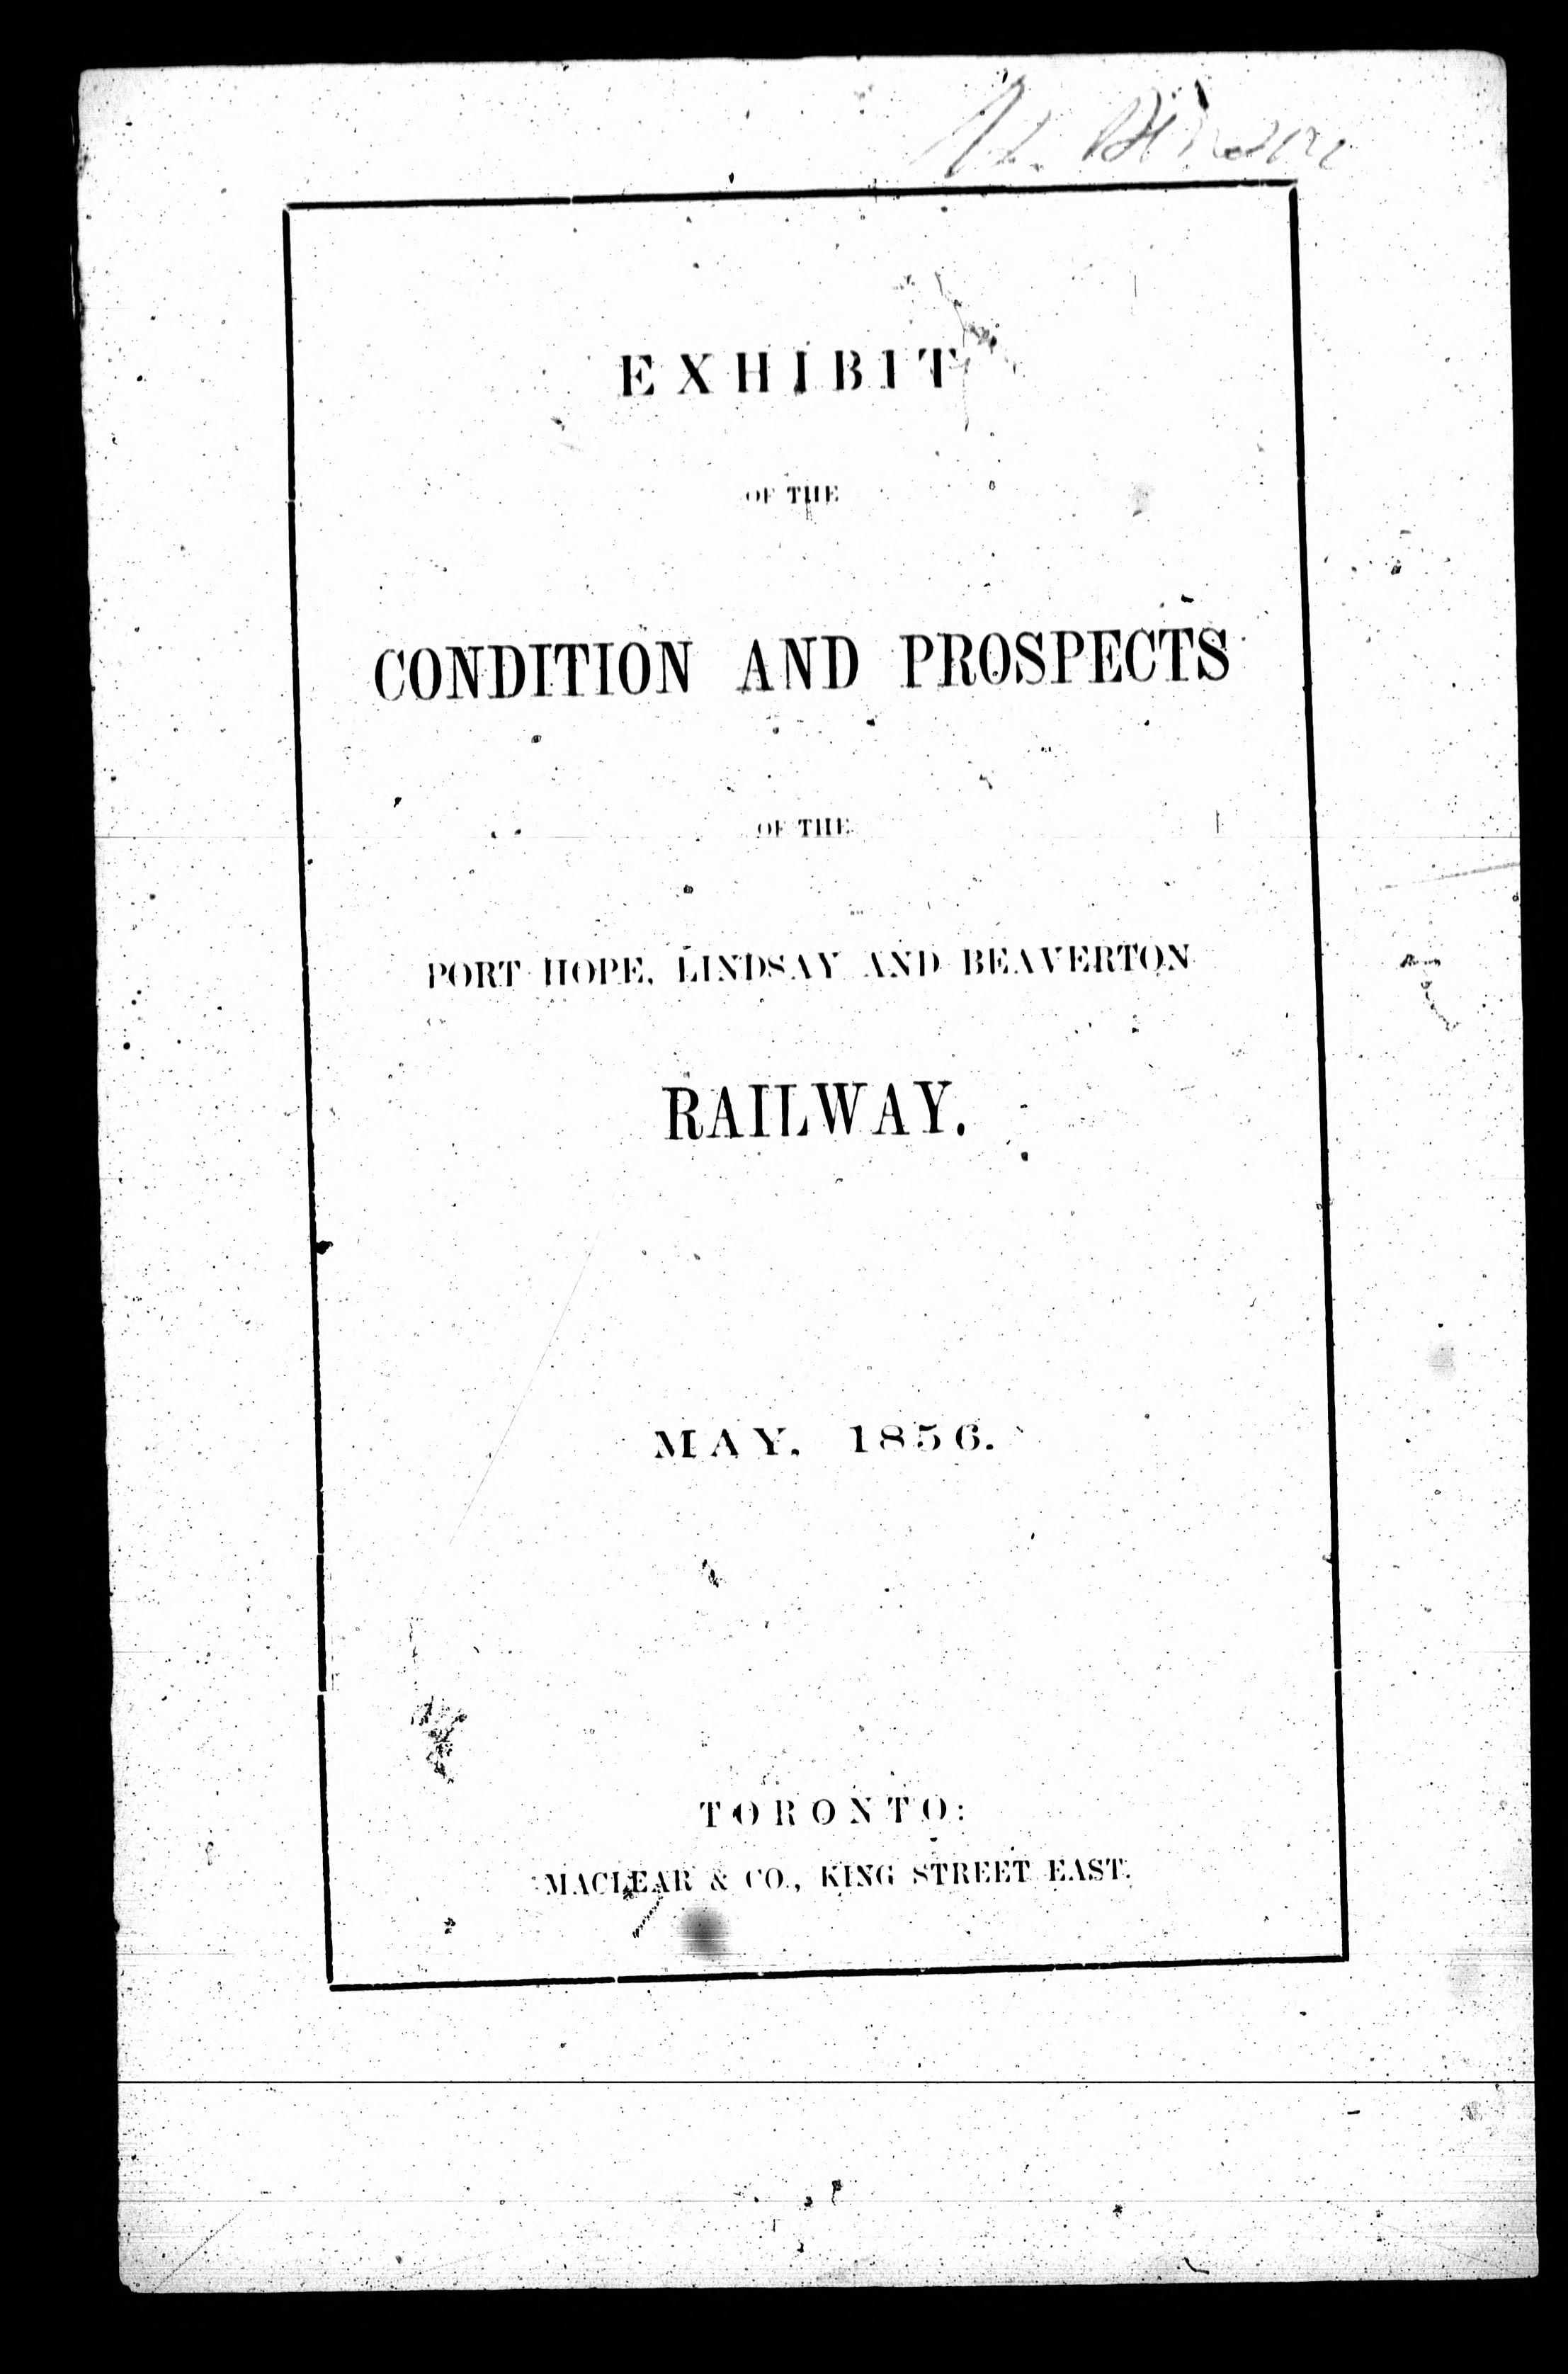 EXHIBIT
OF THE
CONDITION AND PROSPECTS
OF THE
PORT HOPE, LINDSAY AND BEAVERTON
RAILWAY.
MAY, 1856.
TORONTO:
MACLEAR & CO., KING STREET EAST.